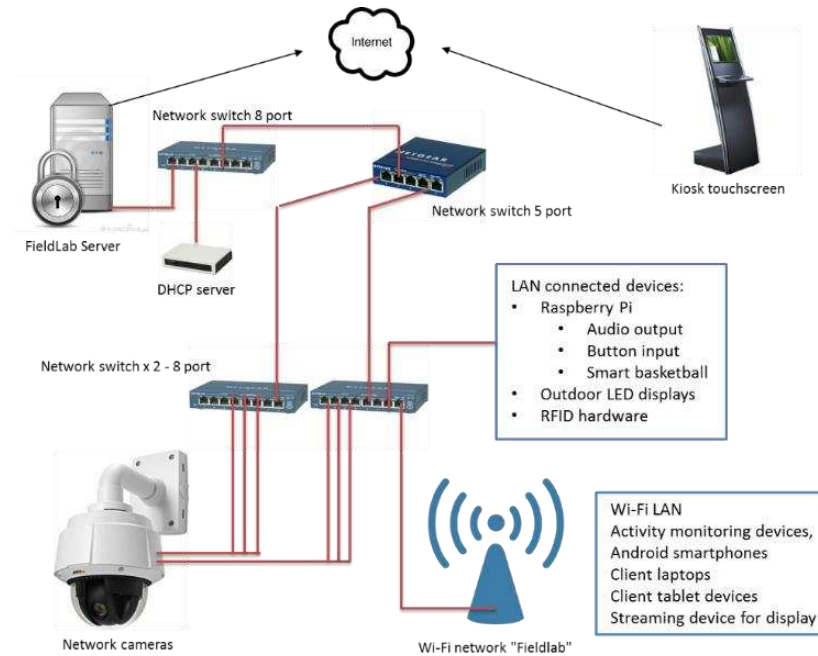 Internet
Network switch 8 port
NETGEAR
Kiosk touchscreen
Network switch 5 port
FieldLab Server
DHCP server
LAN connected devices:
• Raspberry Pi
• Audio output
• Button input
• Smart basketball
• Outdoor LED displays
• RFID hardware
Network switch x 2 - 8 port
Wi-Fi LAN
Activity monitoring devices,
Android smartphones
Client laptops
Client tablet devices
Streaming device for display
Network cameras
Wi-Fi network "Fieldlab"